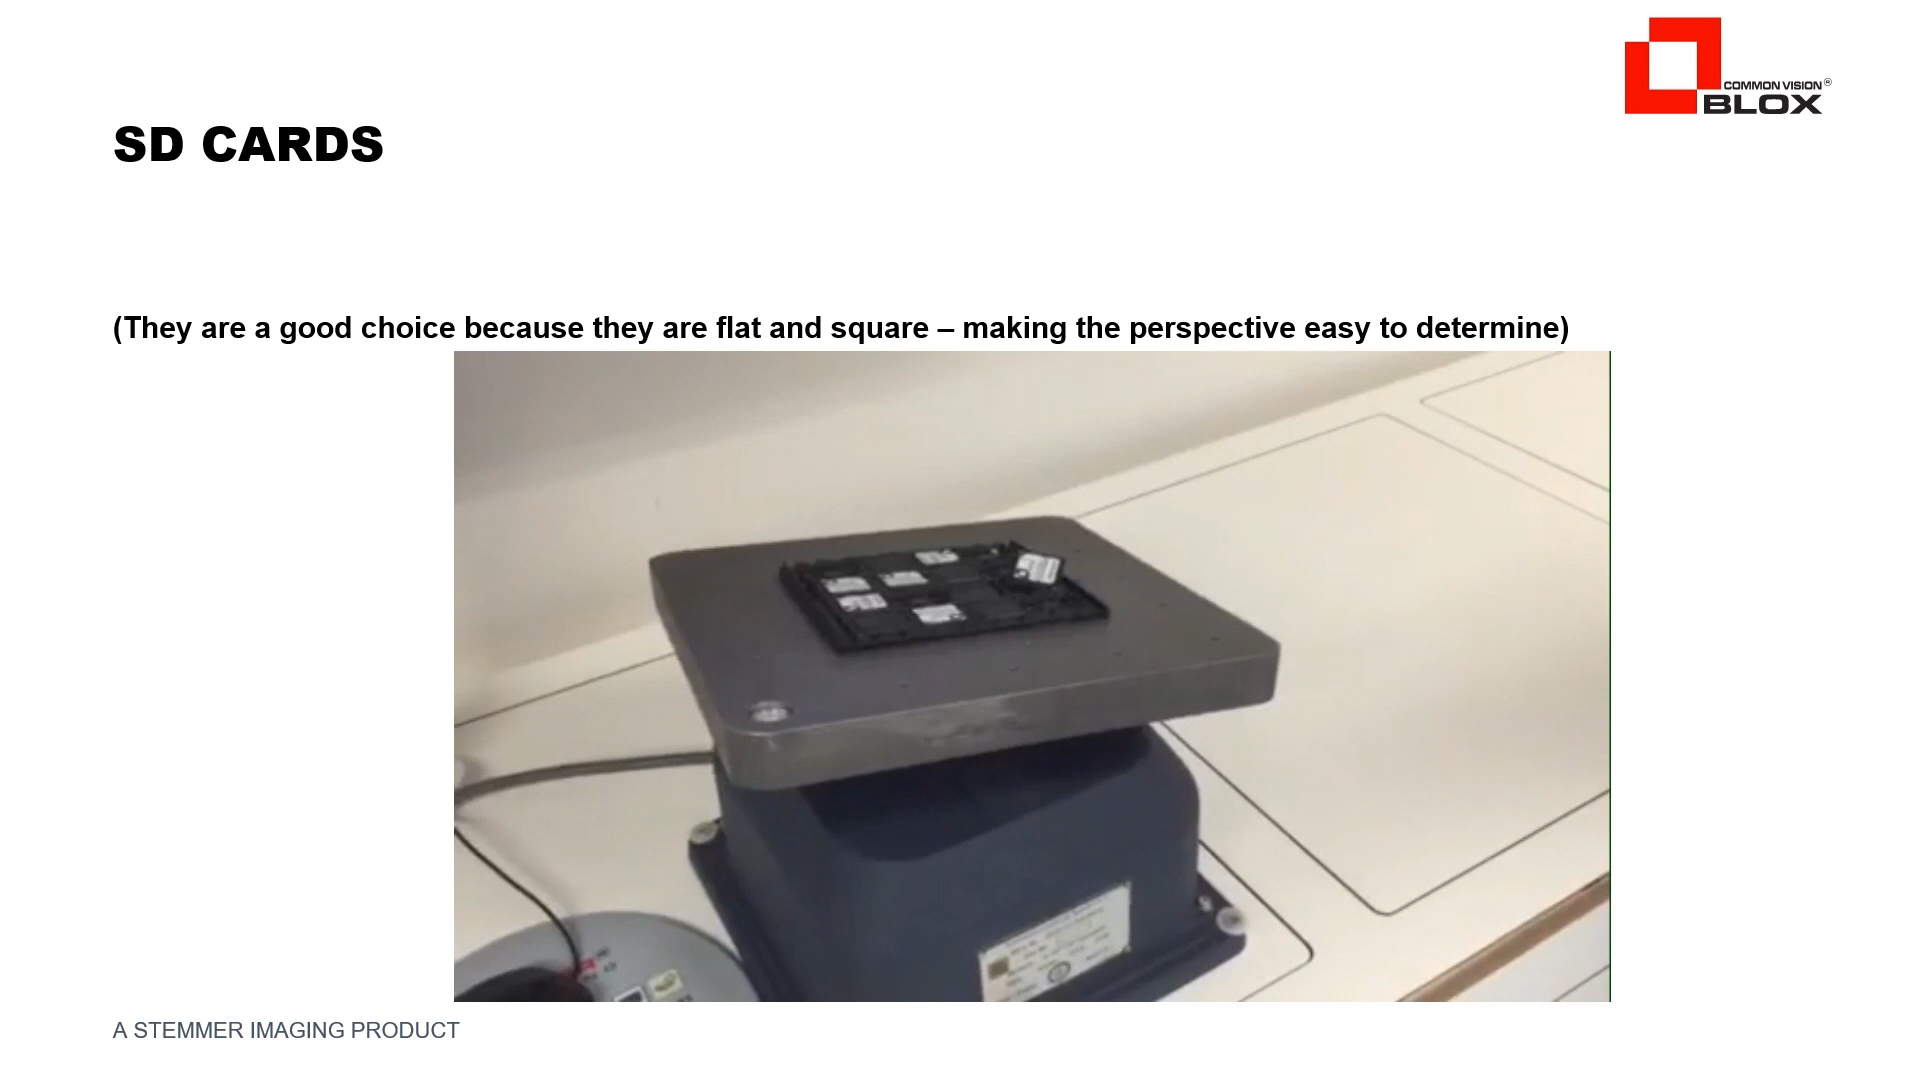 COMMON VISION®
BLOX
SD CARDS
(They are a good choice because they are flat and square – making the perspective easy to determine)
A STEMMER IMAGING PRODUCT